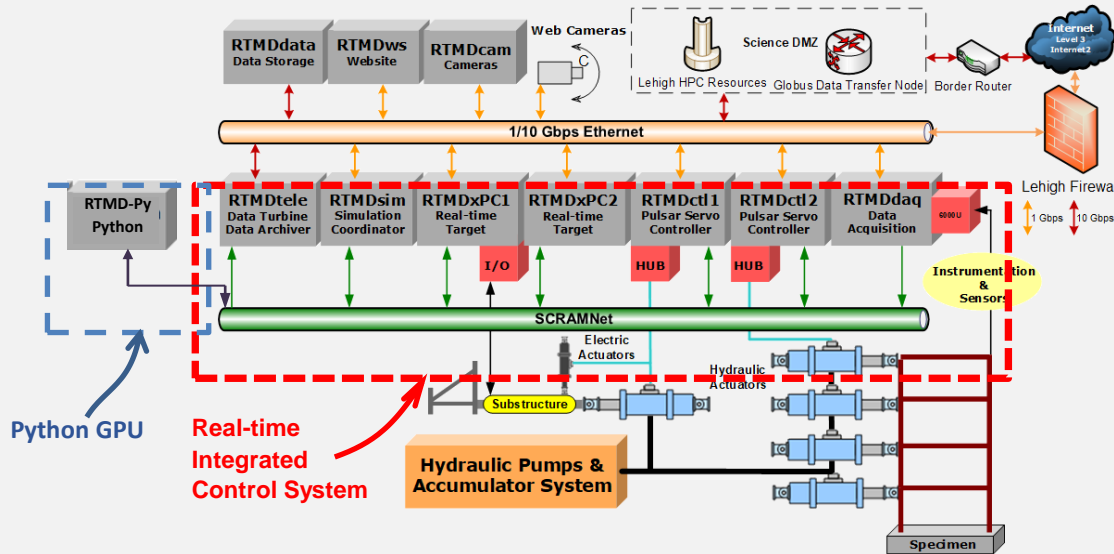 RTMDdata
Data Storage
RTMDws
Website
RTMDcam
Cameras
Web Cameras
C
Science DMZ
Lehigh HPC Resources
Globus Data Transfer Node
Border Router
Internet
Level 3
Internet2
1/10 Gbps Ethernet
Lehigh Firewa
1 Gbps
10 Gbps
RTMD-Py
Python
RTMDtele
Data Turbine
Data Archiver
RTMDsim
Simulation
Coordinator
RTMDxPC1
Real-time
Target
RTMDxPC2
Real-time
Target
RTMDctl1
Pulsar Servo
Controller
RTMDctl2
Pulsar Servo
Controller
RTMDdaq
Data
Acquisition
6000U
I/O
HUB
HUB
Instrumentation
&
Sensors
SCRAMNet
Electric
Actuators
Hydraulic
Actuators
Substructure
Python GPU
Real-time
Integrated
Control System
Hydraulic Pumps &
Accumulator System
Specimen